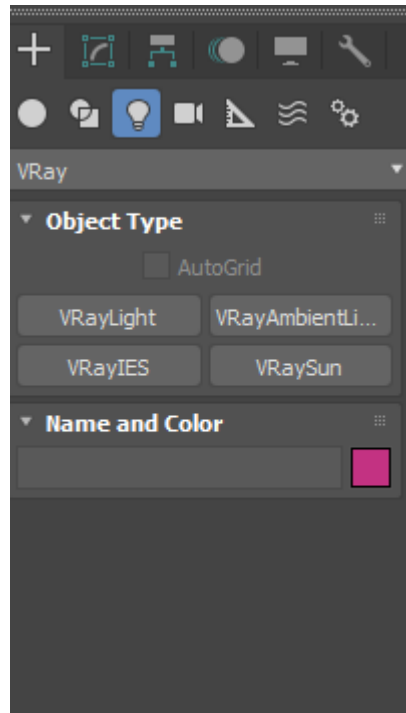 VRay
Object Type
AutoGrid
VRayLight VRayAmbientLi...
VRayIES VRaySun
Name and Color